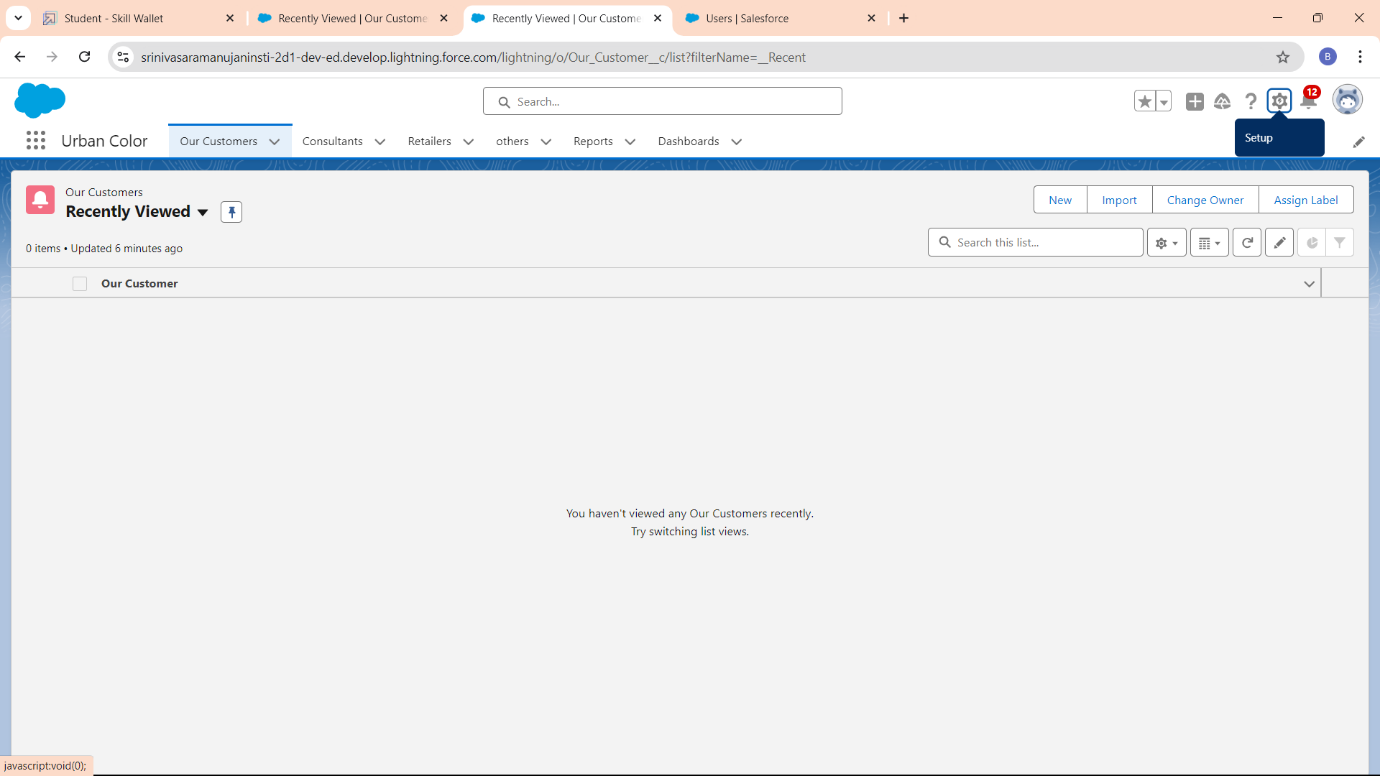 Student - Skill Wallet
Recently Viewed | Our Custome
Recently Viewed | Our Custome
Users | Salesforce
srinivasaramanujaninsti-2d1-dev-ed.develop.lightning.force.com/lightning/o/Our_Customer__c/list?filterName=__Recent
B
Search...
12
Urban Color
Our Customers
Consultants
Retailers
others
Reports
Dashboards
Setup
Our Customers
Recently Viewed
New
Import
Change Owner
Assign Label
0 items • Updated 6 minutes ago
Search this list...
Our Customer
You haven't viewed any Our Customers recently.
Try switching list views.
javascript:void(0);